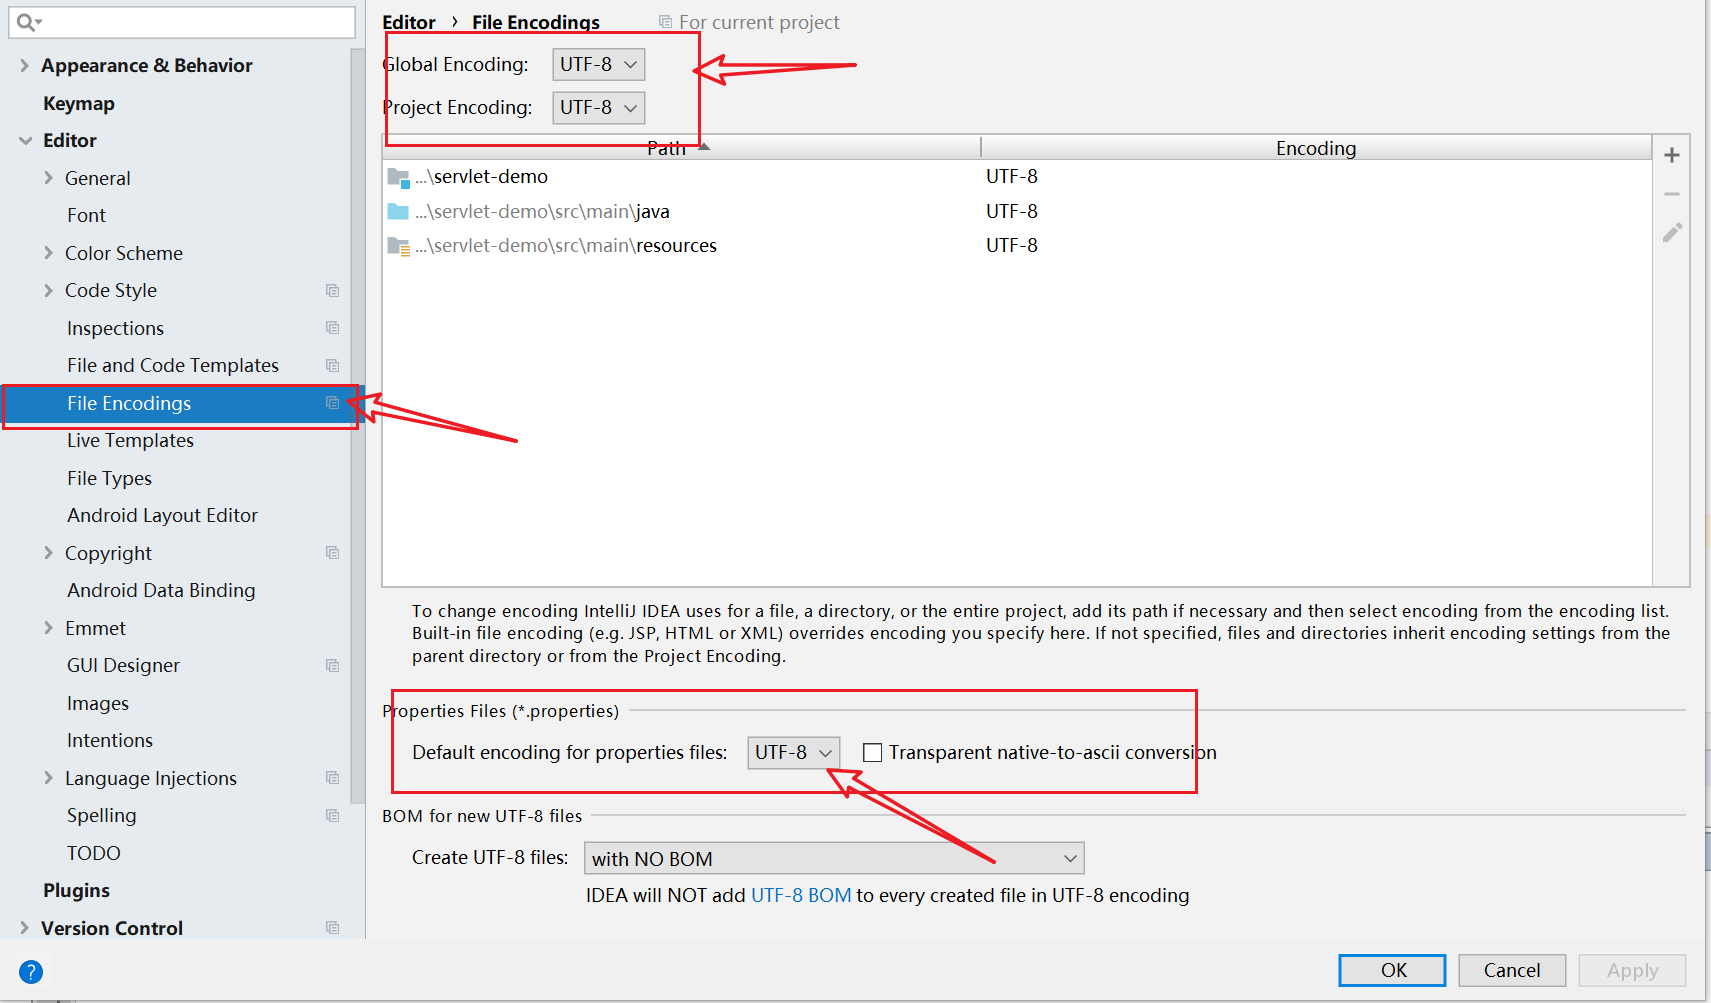 Appearance & Behavior
Keymap
Editor
General
Font
Color Scheme
Code Style
Inspections
File and Code Templates
File Encodings
Live Templates
File Types
Android Layout Editor
Copyright
Android Data Binding
Emmet
GUI Designer
Images
Intentions
Language Injections
Spelling
TODO
Plugins
Version Control
?
Editor › File Encodings For current project
Global Encoding: UTF-8
Project Encoding: UTF-8
Path Encoding
...\servlet-demo UTF-8
...\servlet-demo\src\main\java UTF-8
...\servlet-demo\src\main\resources UTF-8
To change encoding IntelliJ IDEA uses for a file, a directory, or the entire project, add its path if necessary and then select encoding from the encoding list.
Built-in file encoding (e.g. JSP, HTML or XML) overrides encoding you specify here. If not specified, files and directories inherit encoding settings from the
parent directory or from the Project Encoding.
Properties Files (*.properties)
Default encoding for properties files: UTF-8 Transparent native-to-ascii conversion
BOM for new UTF-8 files
Create UTF-8 files: with NO BOM
IDEA will NOT add UTF-8 BOM to every created file in UTF-8 encoding
OK Cancel Apply